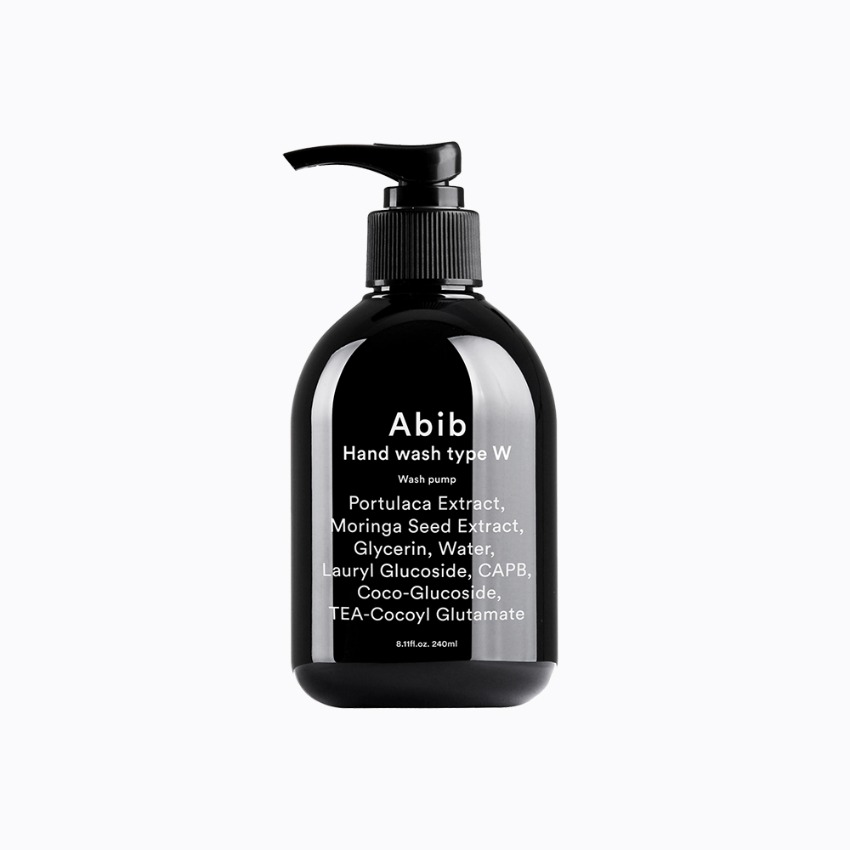 Abib
Hand wash type W
Wash pump
Portulaca Extract,
Moringa Seed Extract,
Glycerin, Water,
Lauryl Glucoside, CAPB,
Coco-Glucoside,
TEA-Cocoyl Glutamate
8.11fl.oz. 240ml